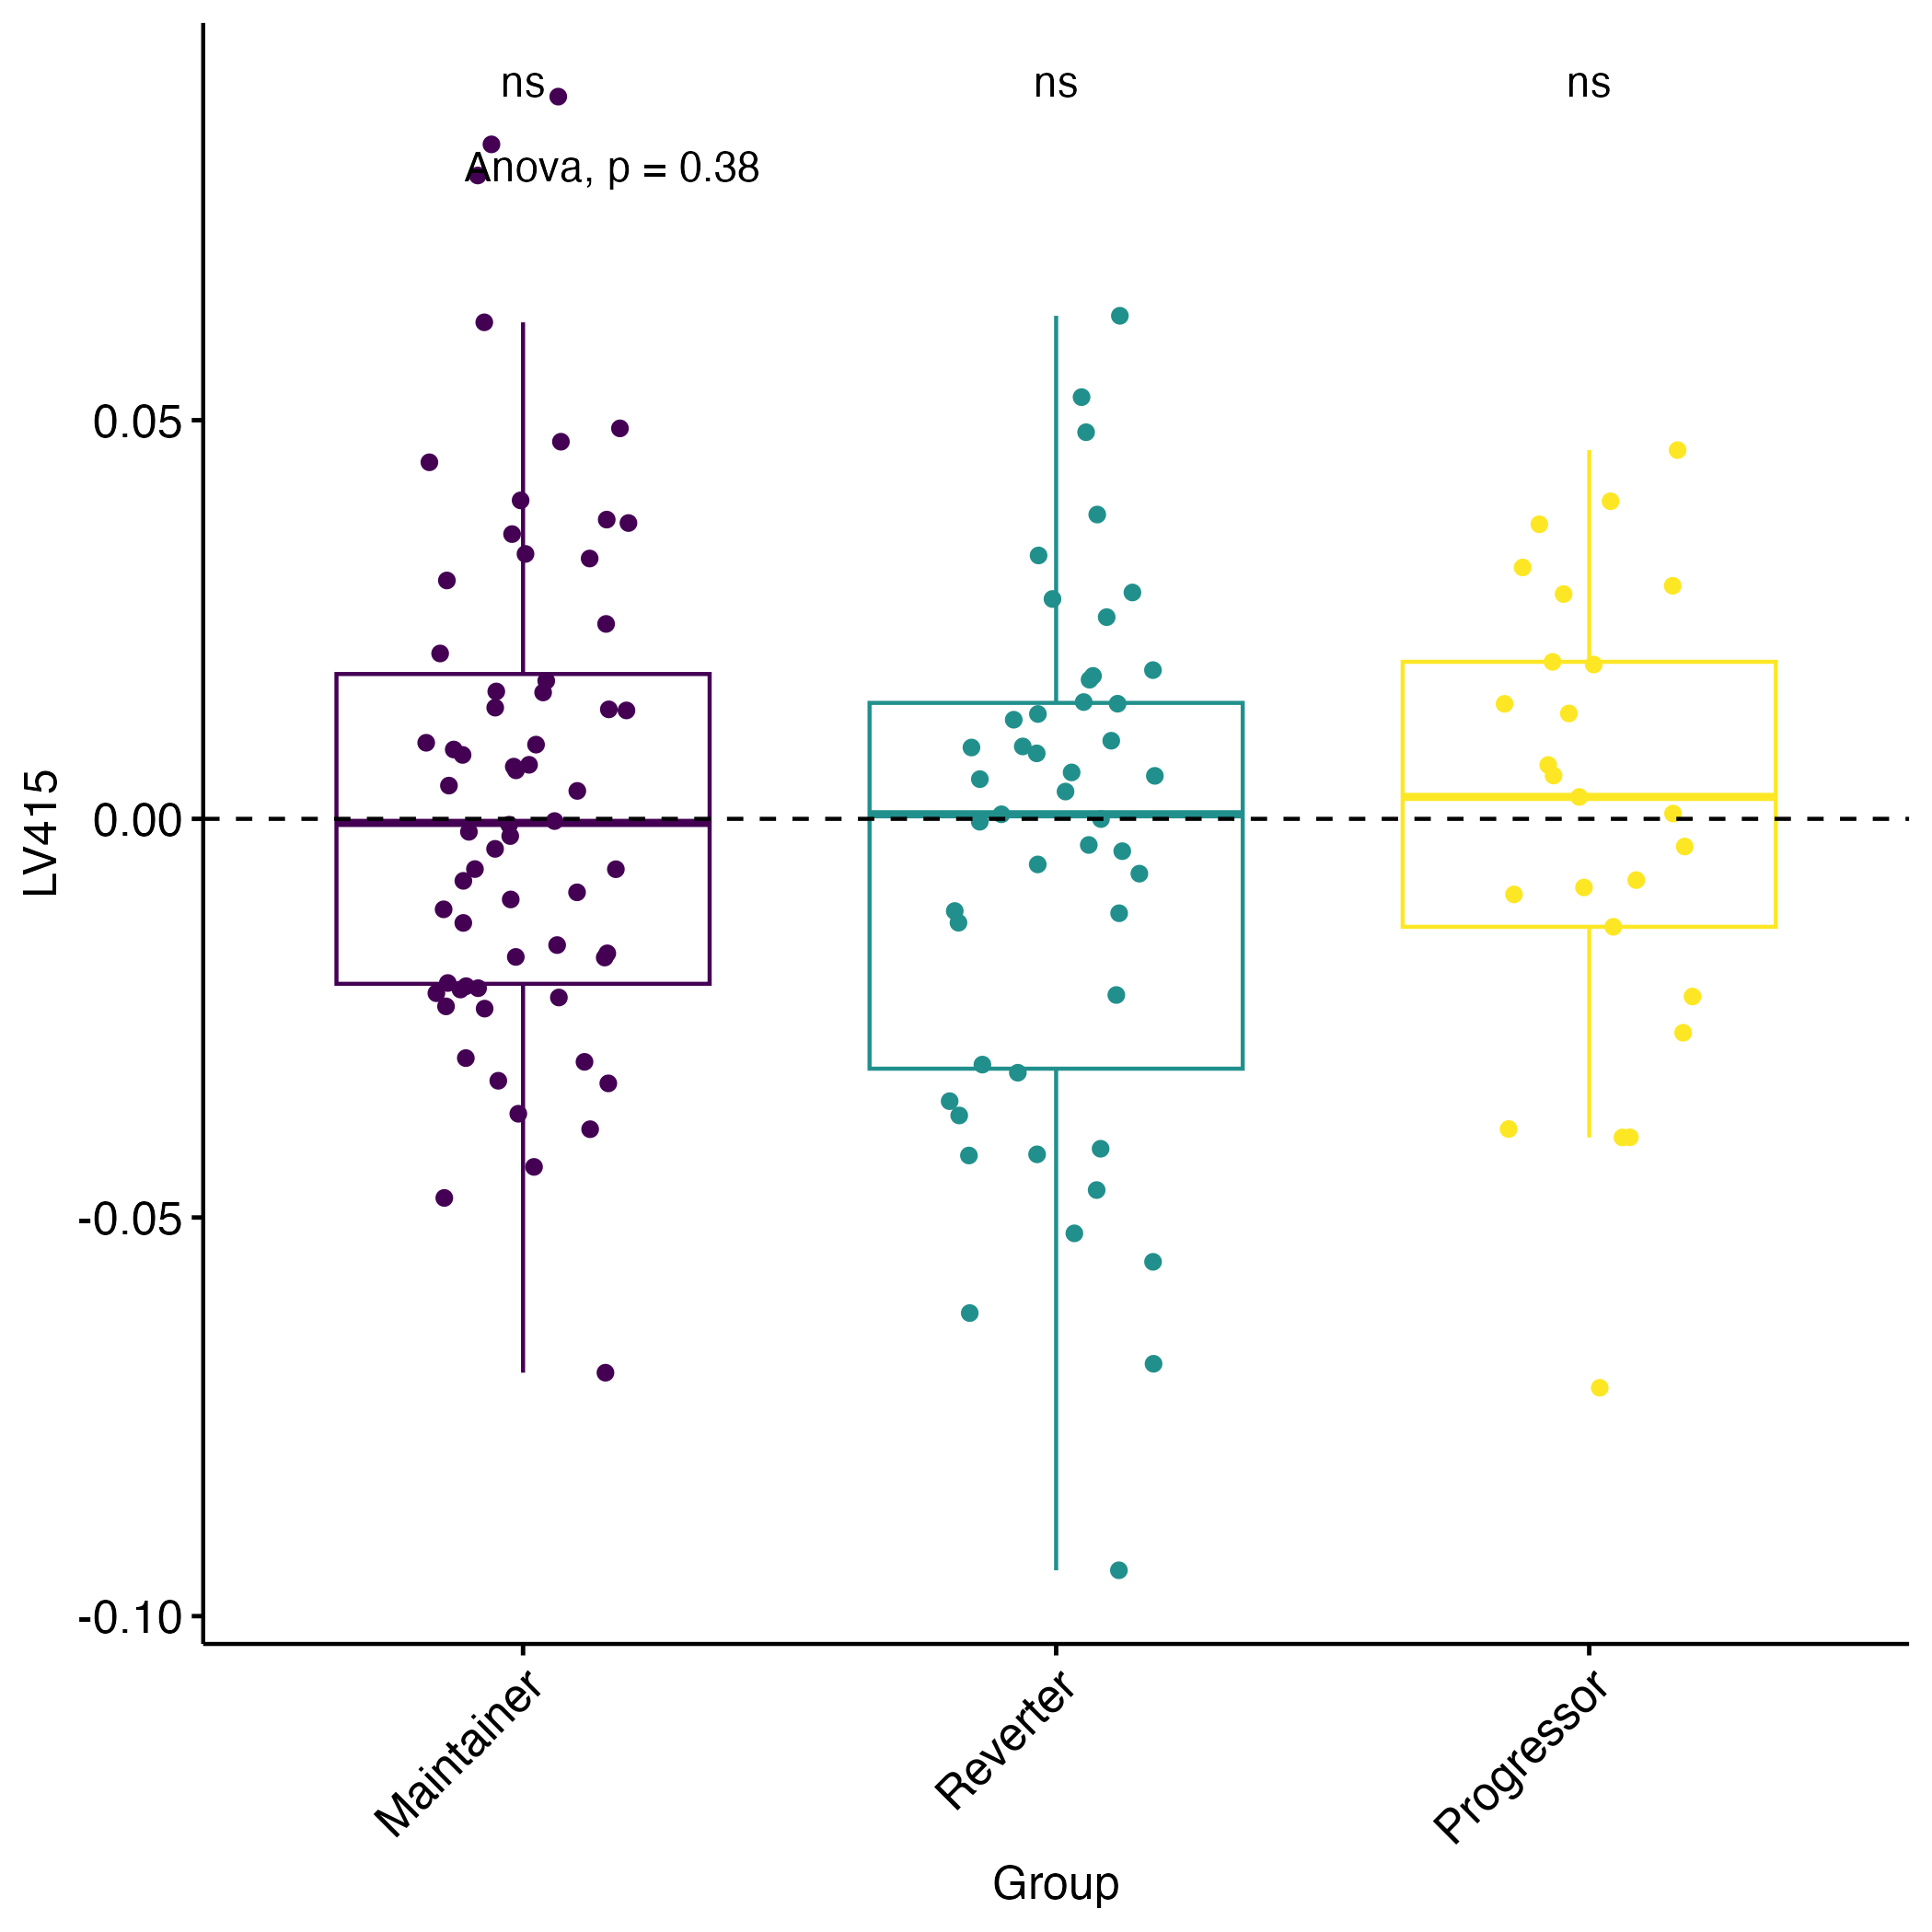 ns ns ns
Anova, p = 0.38
LV415
0.05
0.00
-0.05
-0.10
Maintainer Reverter Progressor
Group